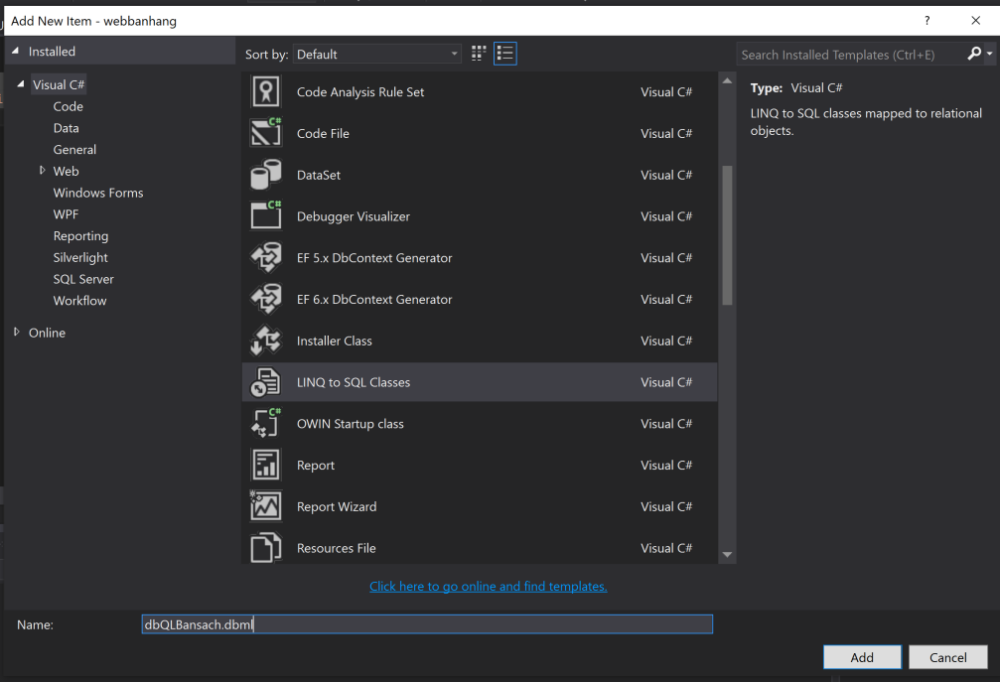 Add New Item - webbanhang
?
Installed
Sort by: Default
Search Installed Templates (Ctrl+E)
Visual C#
Code
Data
General
Web
Windows Forms
WPF
Reporting
Silverlight
SQL Server
Workflow
Online
Code Analysis Rule Set Visual C#
C# Code File Visual C#
DataSet Visual C#
C# Debugger Visualizer Visual C#
EF 5.x DbContext Generator Visual C#
EF 6.x DbContext Generator Visual C#
Installer Class Visual C#
LINQ to SQL Classes Visual C#
C# OWIN Startup class Visual C#
Report Visual C#
Report Wizard Visual C#
Resources File Visual C#
Type: Visual C#
LINQ to SQL classes mapped to relational
objects.
Click here to go online and find templates.
Name: dbQLBansach.dbml
Add Cancel